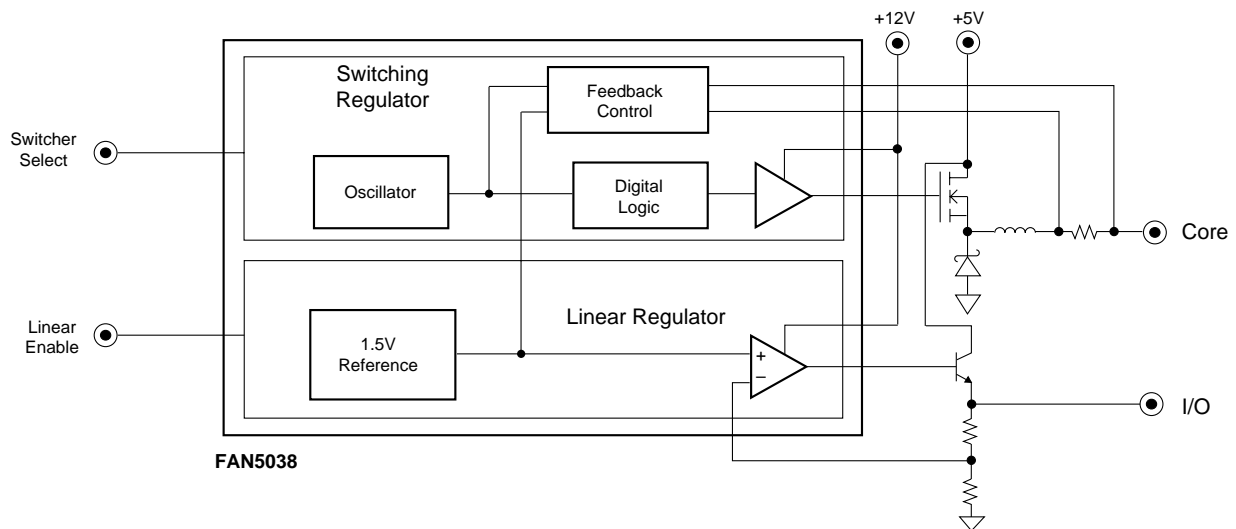 +12V
+5V
Switching
Regulator
Feedback
Control
Switcher
Select
Oscillator
Digital
Logic
Core
Linear
Enable
Linear Regulator
1.5V
Reference
+
–
I/O
FAN5038